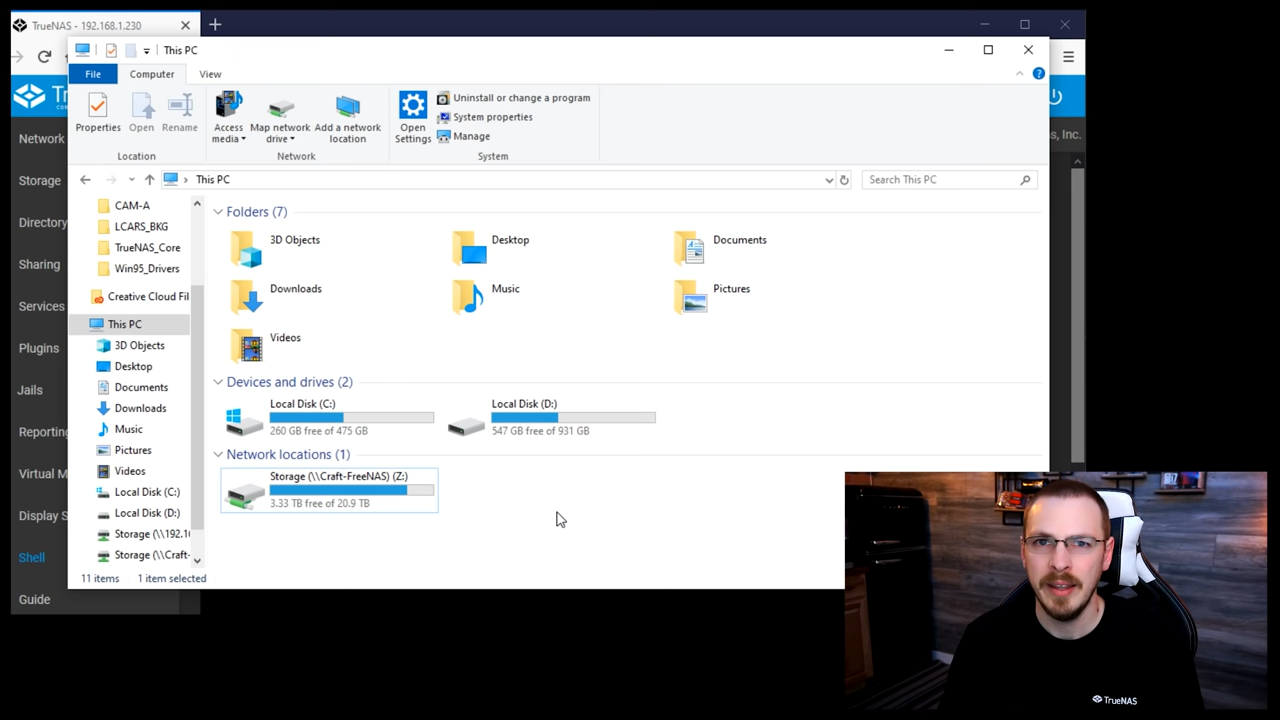 TrueNAS - 192.168.1.230
This PC
File
Computer
View
Properties
Open
Rename
Access media
Map network drive
Add a network location
Open Settings
Uninstall or change a program
System properties
Manage
Location
Network
System
This PC
Search This PC
s, Inc.
Network
Storage
Directory
Sharing
Services
Plugins
Jails
Reporting
Virtual M
Display S
Shell
Guide
CAM-A
LCARS_BKG
TrueNAS_Core
Win95_Drivers
Creative Cloud Fil
This PC
3D Objects
Desktop
Documents
Downloads
Music
Pictures
Videos
Local Disk (C:)
Local Disk (D:)
Storage (\\192.1
Storage (\\Craft-
Folders (7)
3D Objects
Desktop
Documents
Downloads
Music
Pictures
Videos
Devices and drives (2)
Local Disk (C:)
260 GB free of 475 GB
Local Disk (D:)
547 GB free of 931 GB
Network locations (1)
Storage (\\Craft-FreeNAS) (Z:)
3.33 TB free of 20.9 TB
11 items
1 item selected
TrueNAS